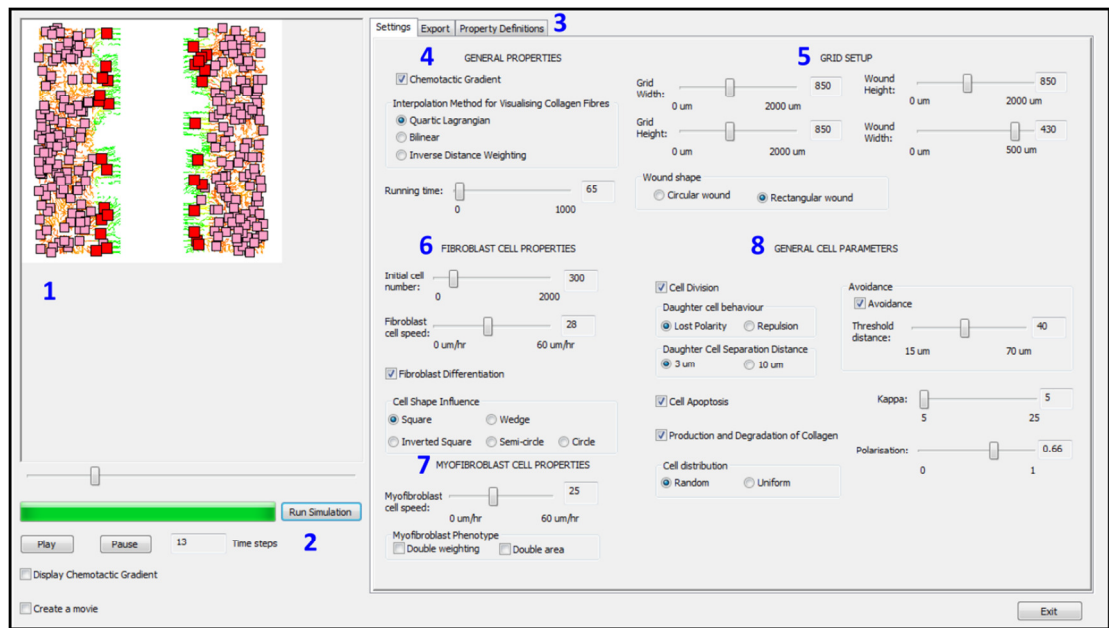 Settings Export Property Definitions 3
4 GENERAL PROPERTIES
Chemotactic Gradient
Interpolation Method for Visualising Collagen Fibres
Quartic Lagrangian
Bilinear
Inverse Distance Weighting
Running time: 65
0 1000
5 GRID SETUP
Grid Width: 850
0 um 2000 um
Wound Height: 850
0 um 2000 um
Grid Height: 850
0 um 2000 um
Wound Width: 430
0 um 500 um
Wound shape
Circular wound Rectangular wound
6 FIBROBLAST CELL PROPERTIES
Initial cell number: 300
0 2000
Fibroblast cell speed: 28
0 um/hr 60 um/hr
Fibroblast Differentiation
Cell Shape Influence
Square Wedge
Inverted Square Semi-circle Circle
7 MYOFIBROBLAST CELL PROPERTIES
Myofibroblast cell speed: 25
0 um/hr 60 um/hr
Myofibroblast Phenotype
Double weighting Double area
8 GENERAL CELL PARAMETERS
Cell Division
Daughter cell behaviour
Lost Polarity Repulsion
Daughter Cell Separation Distance
3 um 10 um
Cell Apoptosis
Production and Degradation of Collagen
Cell distribution
Random Uniform
Avoidance
Avoidance
Threshold distance: 40
15 um 70 um
Kappa: 5
5 25
Polarisation: 0.66
0 1
1
Run Simulation
Play Pause 13 Time steps 2
Display Chemotactic Gradient
Create a movie
Exit